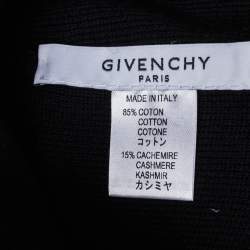 GIVENCHY
PARIS
MADE IN ITALY
85% COTON
COTTON
COTONE
コットン
15% CACHEMIRE
CASHMERE
KASHMIR
カシミヤ